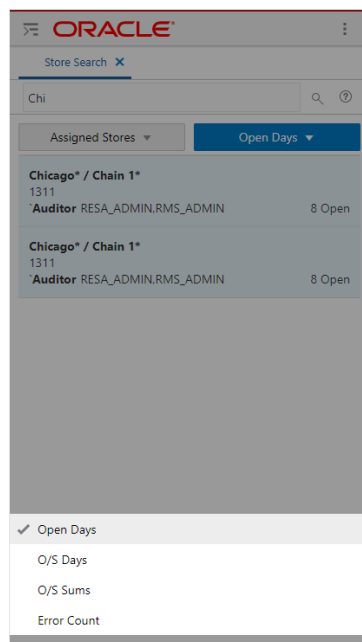 ORACLE
Store Search
Chi
Assigned Stores
Open Days
Chicago* / Chain 1*
1311
`Auditor RESA_ADMIN,RMS_ADMIN 8 Open
Chicago* / Chain 1*
1311
`Auditor RESA_ADMIN,RMS_ADMIN 8 Open
Open Days
O/S Days
O/S Sums
Error Count